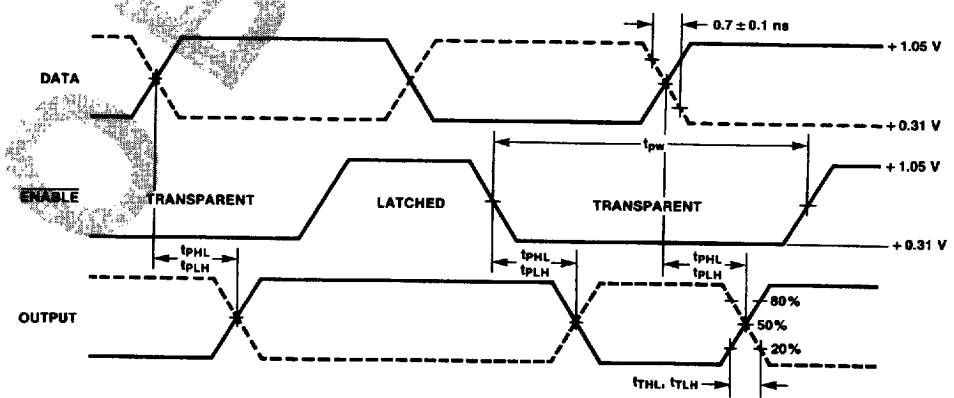 0.7 ± 0.1 ns
+ 1.05 V
DATA
+ 0.31 V
tpw
+ 1.05 V
ENABLE
TRANSPARENT
LATCHED
TRANSPARENT
+ 0.31 V
tPHL
tPLH
tPHL
tPLH
tPHL
tPLH
OUTPUT
80%
50%
20%
tTHL, tTLH